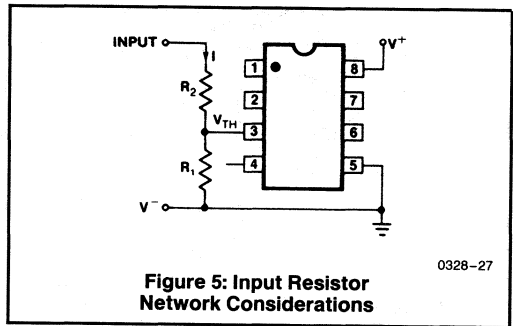 INPUT
I
V+
R2
VTH
R1
V−
1
2
3
4
8
7
6
5
0328-27
Figure 5: Input Resistor
Network Considerations